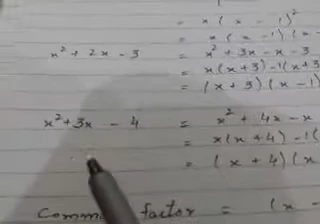 = x ( x - 1)²
= x ( x - 1) ( x -
x² + 2x - 3 = x² + 3x - x - 3
= x(x+3) - 1(x+3
= (x+3) (x-1)
x² + 3x - 4 = x² + 4x - x
= x(x+4) - 1(
= (x+4) (x
factor = (x -